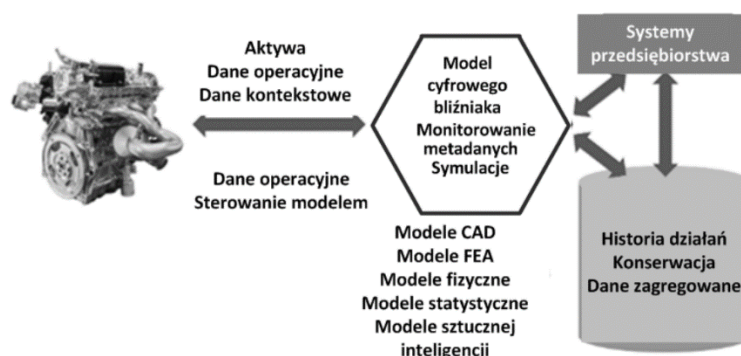 Aktywa
Dane operacyjne
Dane kontekstowe
Dane operacyjne
Sterowanie modelem
Model
cyfrowego
bliźniaka
Monitorowanie
metadanych
Symulacje
Modele CAD
Modele FEA
Modele fizyczne
Modele statystyczne
Modele sztucznej
inteligencji
Systemy
przedsiębiorstwa
Historia działań
Konserwacja
Dane zagregowane